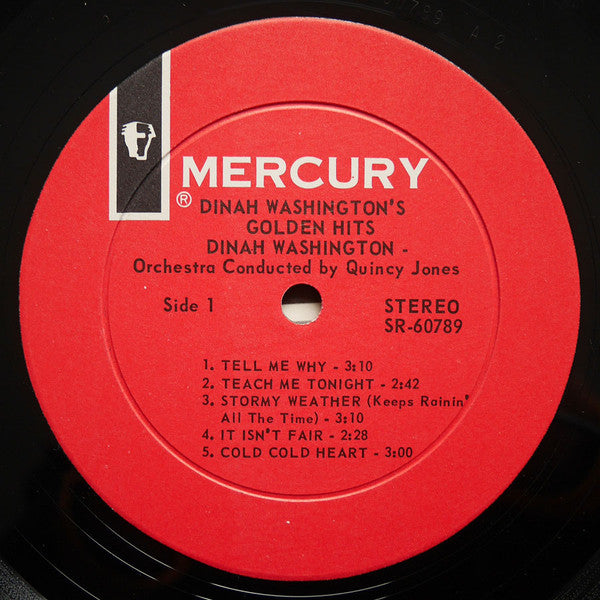 MERCURY
®
DINAH WASHINGTON'S
GOLDEN HITS
DINAH WASHINGTON -
Orchestra Conducted by Quincy Jones
Side 1
STEREO
SR-60789
1. TELL ME WHY - 3:10
2. TEACH ME TONIGHT - 2:42
3. STORMY WEATHER (Keeps Rainin'
All The Time) - 3:10
4. IT ISN'T FAIR - 2:28
5. COLD COLD HEART - 3:00